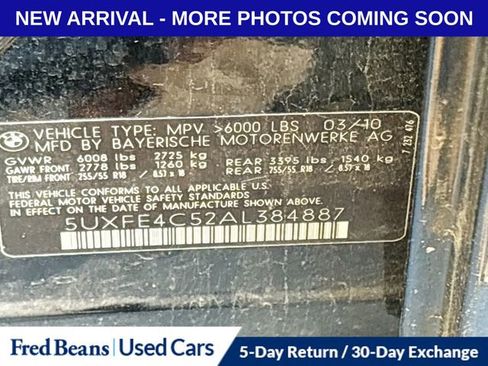 NEW ARRIVAL - MORE PHOTOS COMING SOON
VEHICLE TYPE: MPV >6000 LBS 03/10
MFD BY BAYERISCHE MOTORENWERKE AG
GVWR 6008 lbs 2725 kg
GAWR FRONT 2778 lbs 1260 kg REAR 3395 lbs 1540 kg
TIRE/RIM 255/55 R18 // 8.5J x 18 255/55 R18 // 8.5J x 18
THIS VEHICLE CONFORMS TO ALL APPLICABLE
FEDERAL MOTOR VEHICLE SAFETY STANDARDS
IN EFFECT ON THE DATE OF MANUFACTURE SHOWN ABOVE
5UXFE4C52AL384887
7 232 476
Fred Beans Used Cars
5-Day Return / 30-Day Exchange